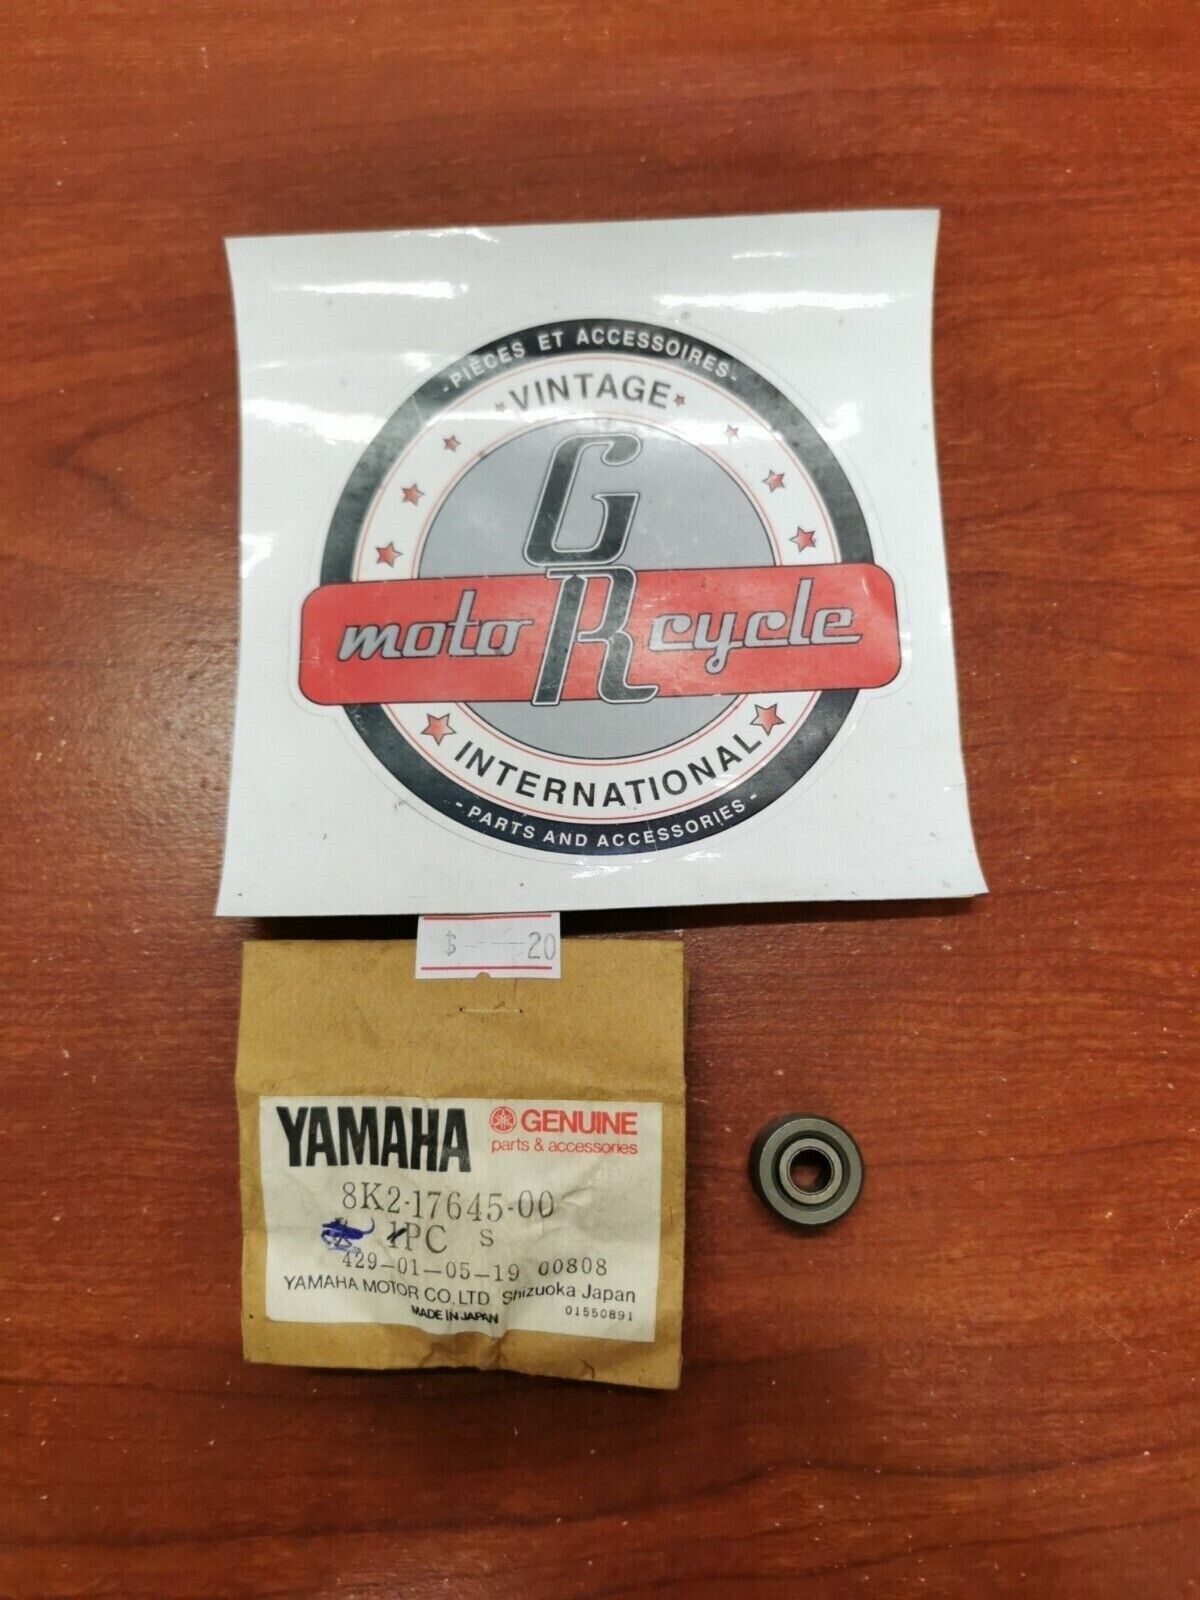 - PIÈCES ET ACCESSOIRES -
VINTAGE
G
moto R cycle
INTERNATIONAL
- PARTS AND ACCESSORIES -
$ ---20
YAMAHA GENUINE
parts & accessories
8K2-17645-00
1PC S
429-01-05-19 00808
YAMAHA MOTOR CO,LTD Shizuoka Japan
MADE IN JAPAN 01550891